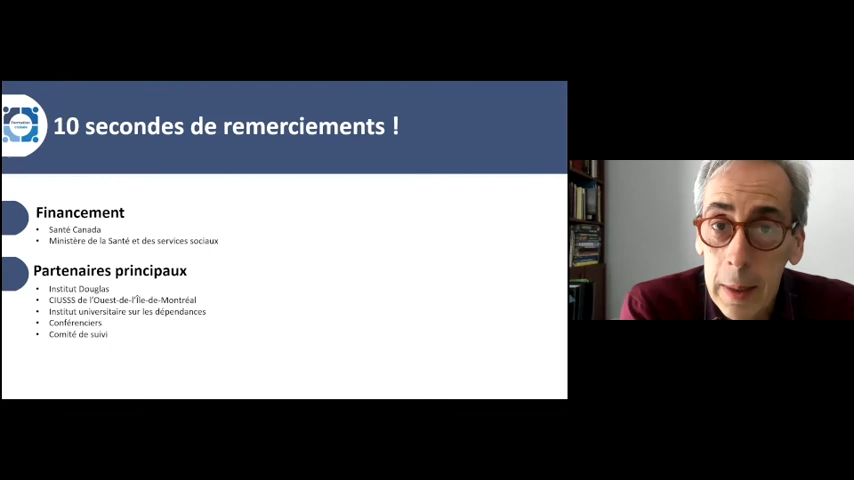 10 secondes de remerciements !
Financement
• Santé Canada
• Ministère de la Santé et des services sociaux
Partenaires principaux
• Institut Douglas
• CIUSSS de l'Ouest-de-l'Île-de-Montréal
• Institut universitaire sur les dépendances
• Conférenciers
• Comité de suivi